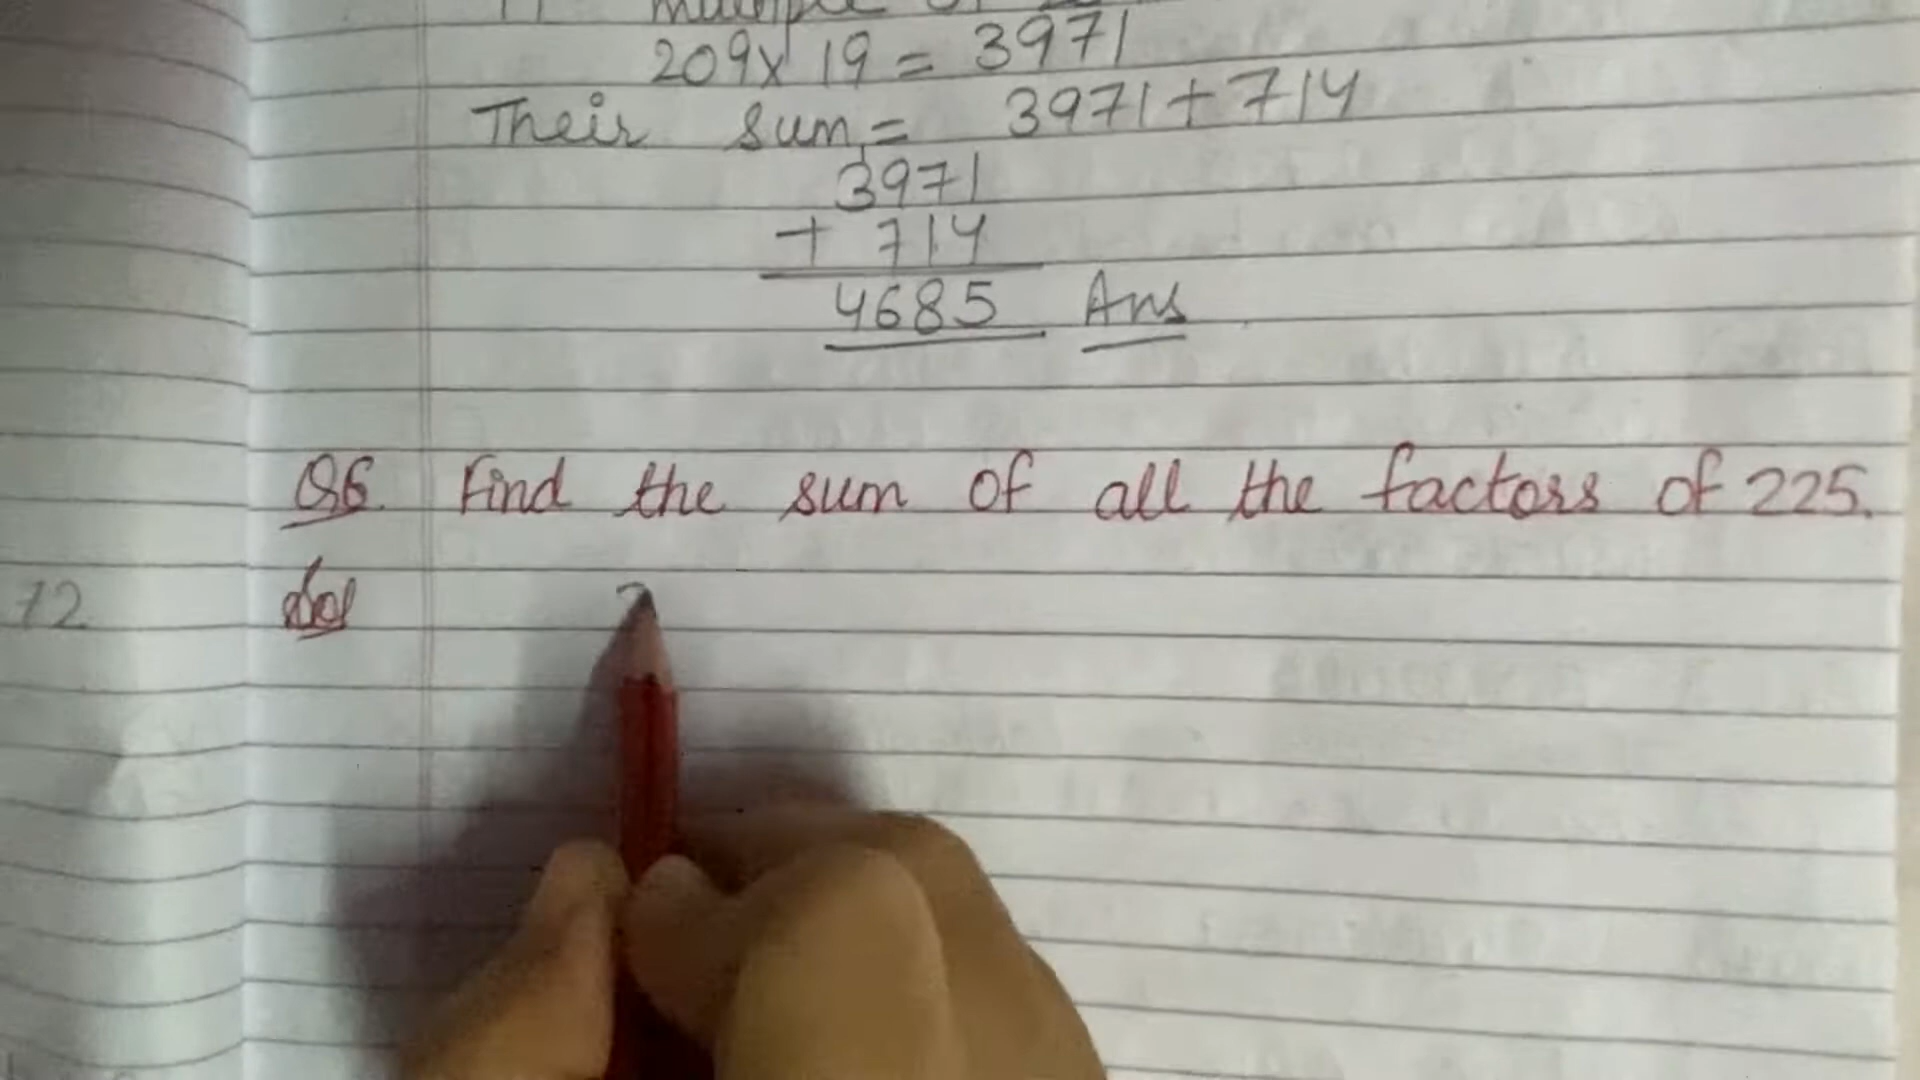 209x 19 = 3971
Their sum = 3971 + 714
3971
+ 714
4685 Ans
Q6. Find the sum of all the factors of 225.
12 Sol